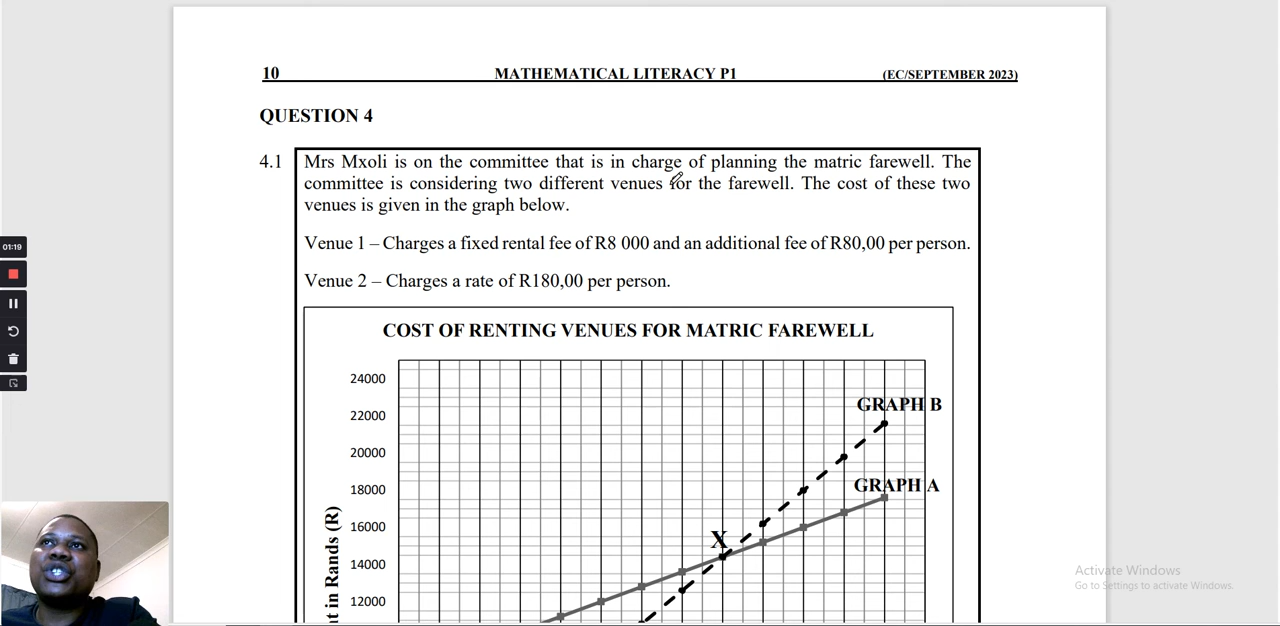 10 MATHEMATICAL LITERACY P1 (EC/SEPTEMBER 2023)
QUESTION 4
4.1 Mrs Mxoli is on the committee that is in charge of planning the matric farewell. The
committee is considering two different venues for the farewell. The cost of these two
venues is given in the graph below.
Venue 1 – Charges a fixed rental fee of R8 000 and an additional fee of R80,00 per person.
Venue 2 – Charges a rate of R180,00 per person.
COST OF RENTING VENUES FOR MATRIC FAREWELL
24000
GRAPH B
22000
20000
GRAPH A
18000
16000
X
14000
12000
t in Rands (R)
01:19
Activate Windows
Go to Settings to activate Windows.